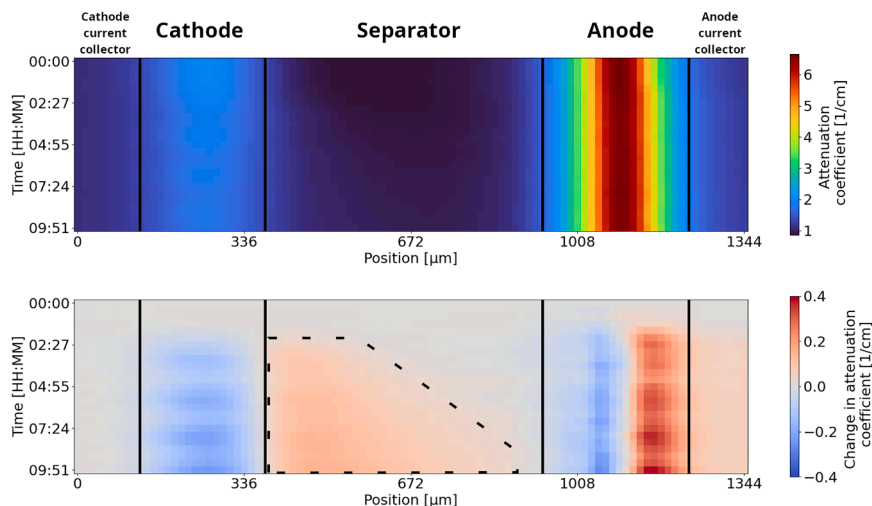 Cathode
current
collector
Cathode
Separator
Anode
Anode
current
collector
00:00
02:27
04:55
07:24
09:51
Time [HH:MM]
0
336
672
1008
1344
Position [µm]
6
5
4
3
2
1
Attenuation
coefficient [1/cm]
00:00
02:27
04:55
07:24
09:51
Time [HH:MM]
0
336
672
1008
1344
Position [µm]
0.4
0.2
0.0
−0.2
−0.4
Change in attenuation
coefficient [1/cm]